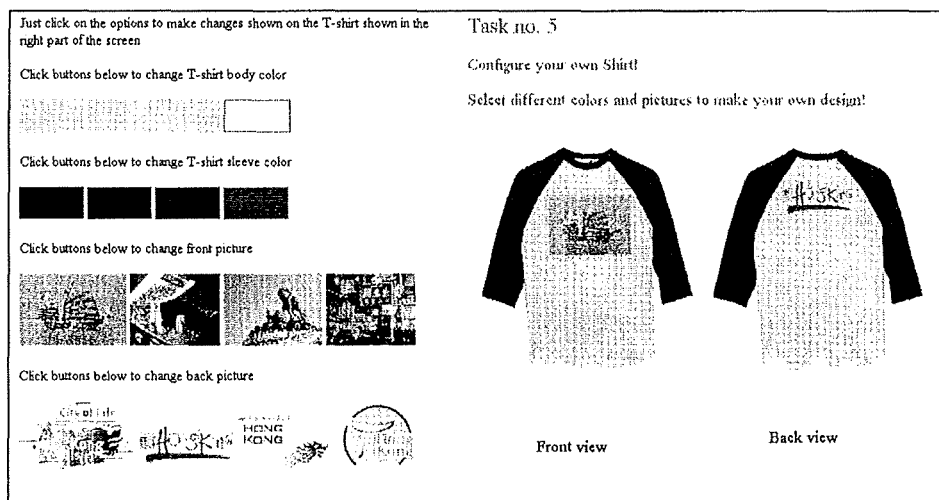 Just click on the options to make changes shown on the T-shirt shown in the
right part of the screen
Click buttons below to change T-shirt body color
Click buttons below to change T-shirt sleeve color
Click buttons below to change front picture
Click buttons below to change back picture
City of Life
HONG
KONG
Task no. 5
Configure your own Shirt!
Select different colors and pictures to make your own design!
Front view
Back view